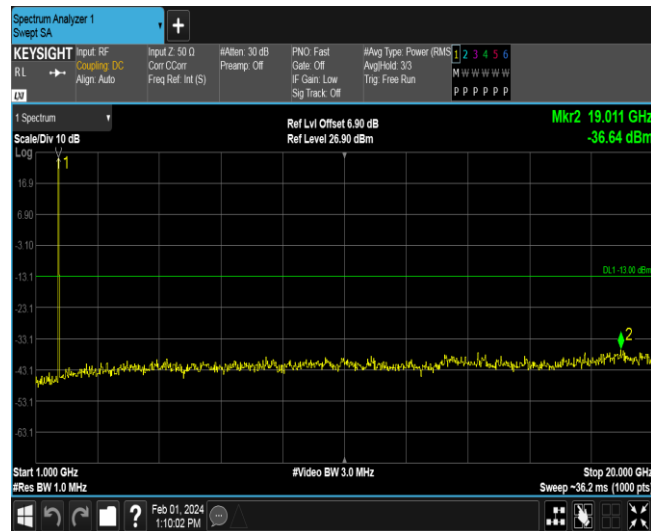 Spectrum Analyzer 1
Swept SA
KEYSIGHT
RL
LXI
Input: RF
Coupling: DC
Align: Auto
Input Z: 50 Ω
Corr CCorr
Freq Ref: Int (S)
#Atten: 30 dB
Preamp: Off
PNO: Fast
Gate: Off
IF Gain: Low
Sig Track: Off
#Avg Type: Power (RMS
Avg|Hold: 3/3
Trig: Free Run
1 2 3 4 5 6
M W W W W W
P P P P P P
1 Spectrum
Scale/Div 10 dB
Log
Ref Lvl Offset 6.90 dB
Ref Level 26.90 dBm
Mkr2 19.011 GHz
-36.64 dBm
1
16.9
6.90
-3.10
-13.1
DL1 -13.00 dBm
-23.1
-33.1
2
-43.1
-53.1
-63.1
Start 1.000 GHz
#Video BW 3.0 MHz
Stop 20.000 GHz
#Res BW 1.0 MHz
Sweep ~36.2 ms (1000 pts)
?
Feb 01, 2024
1:10:02 PM